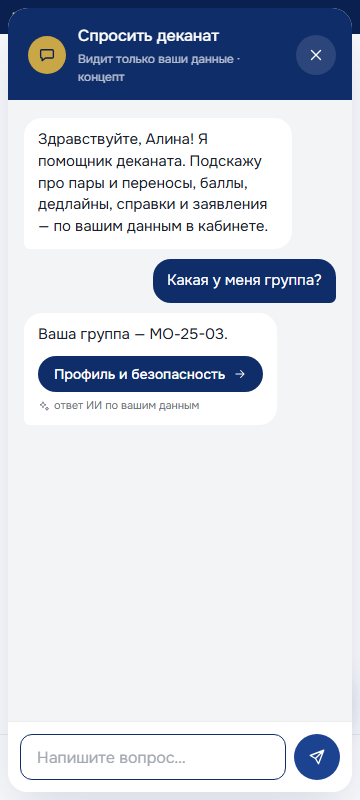 Спросить деканат
Видит только ваши данные ·
концепт
Здравствуйте, Алина! Я
помощник деканата. Подскажу
про пары и переносы, баллы,
дедлайны, справки и заявления
— по вашим данным в кабинете.
Какая у меня группа?
Ваша группа — МО-25-03.
Профиль и безопасность →
ответ ИИ по вашим данным
Напишите вопрос...